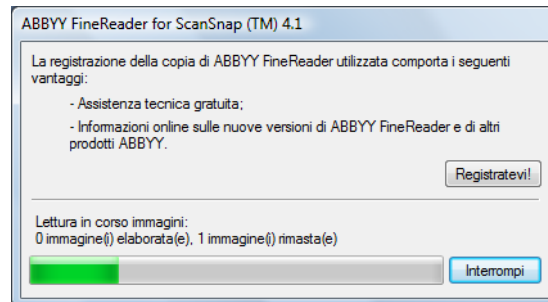 ABBYY FineReader for ScanSnap (TM) 4.1
La registrazione della copia di ABBYY FineReader utilizzata comporta i seguenti
vantaggi:
- Assistenza tecnica gratuita;
- Informazioni online sulle nuove versioni di ABBYY FineReader e di altri
prodotti ABBYY.
Registratevi!
Lettura in corso immagini:
0 immagine(i) elaborata(e), 1 immagine(i) rimasta(e)
Interrompi